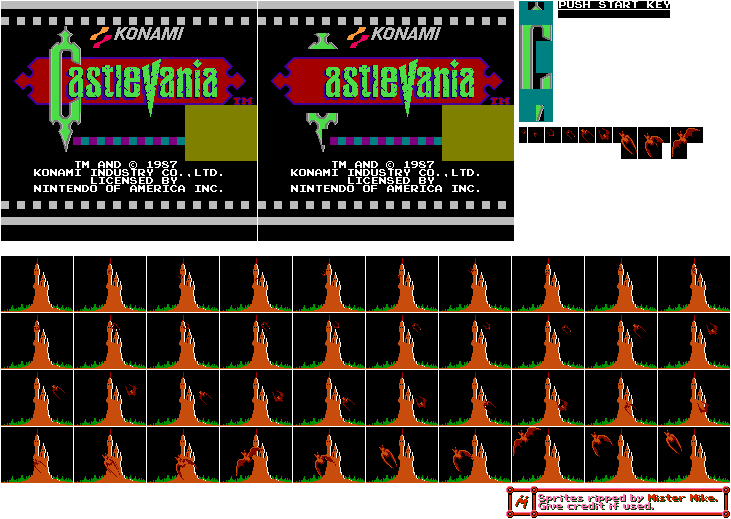 KONAMI
Castlevania
TM
TM AND © 1987
KONAMI INDUSTRY CO.,LTD.
LICENSED BY
NINTENDO OF AMERICA INC.
KONAMI
astlevania
TM
TM AND © 1987
KONAMI INDUSTRY CO.,LTD.
LICENSED BY
NINTENDO OF AMERICA INC.
PUSH START KEY
Sprites ripped by Mister Mike.
Give credit if used.